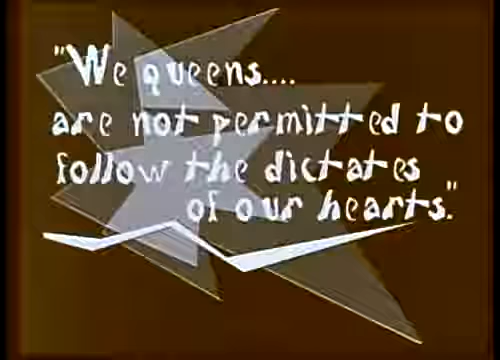 "We queens....
are not permitted to
follow the dictates
of our hearts."